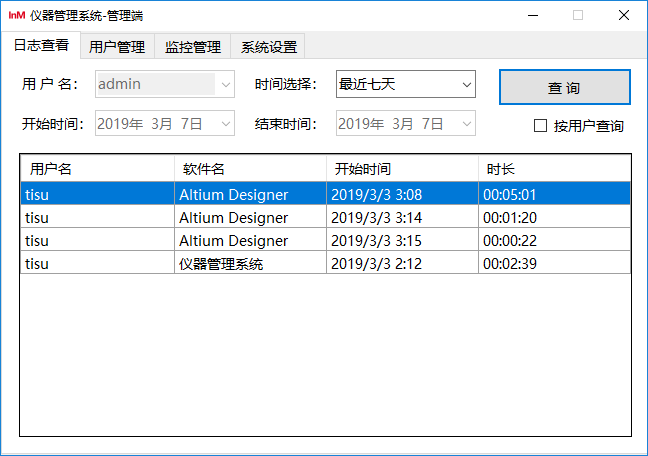 InM 仪器管理系统-管理端
日志查看 用户管理 监控管理 系统设置
用 户 名： admin 时间选择： 最近七天 查 询
开始时间： 2019年 3月 7日 结束时间： 2019年 3月 7日 按用户查询
用户名 软件名 开始时间 时长
tisu Altium Designer 2019/3/3 3:08 00:05:01
tisu Altium Designer 2019/3/3 3:14 00:01:20
tisu Altium Designer 2019/3/3 3:15 00:00:22
tisu 仪器管理系统 2019/3/3 2:12 00:02:39